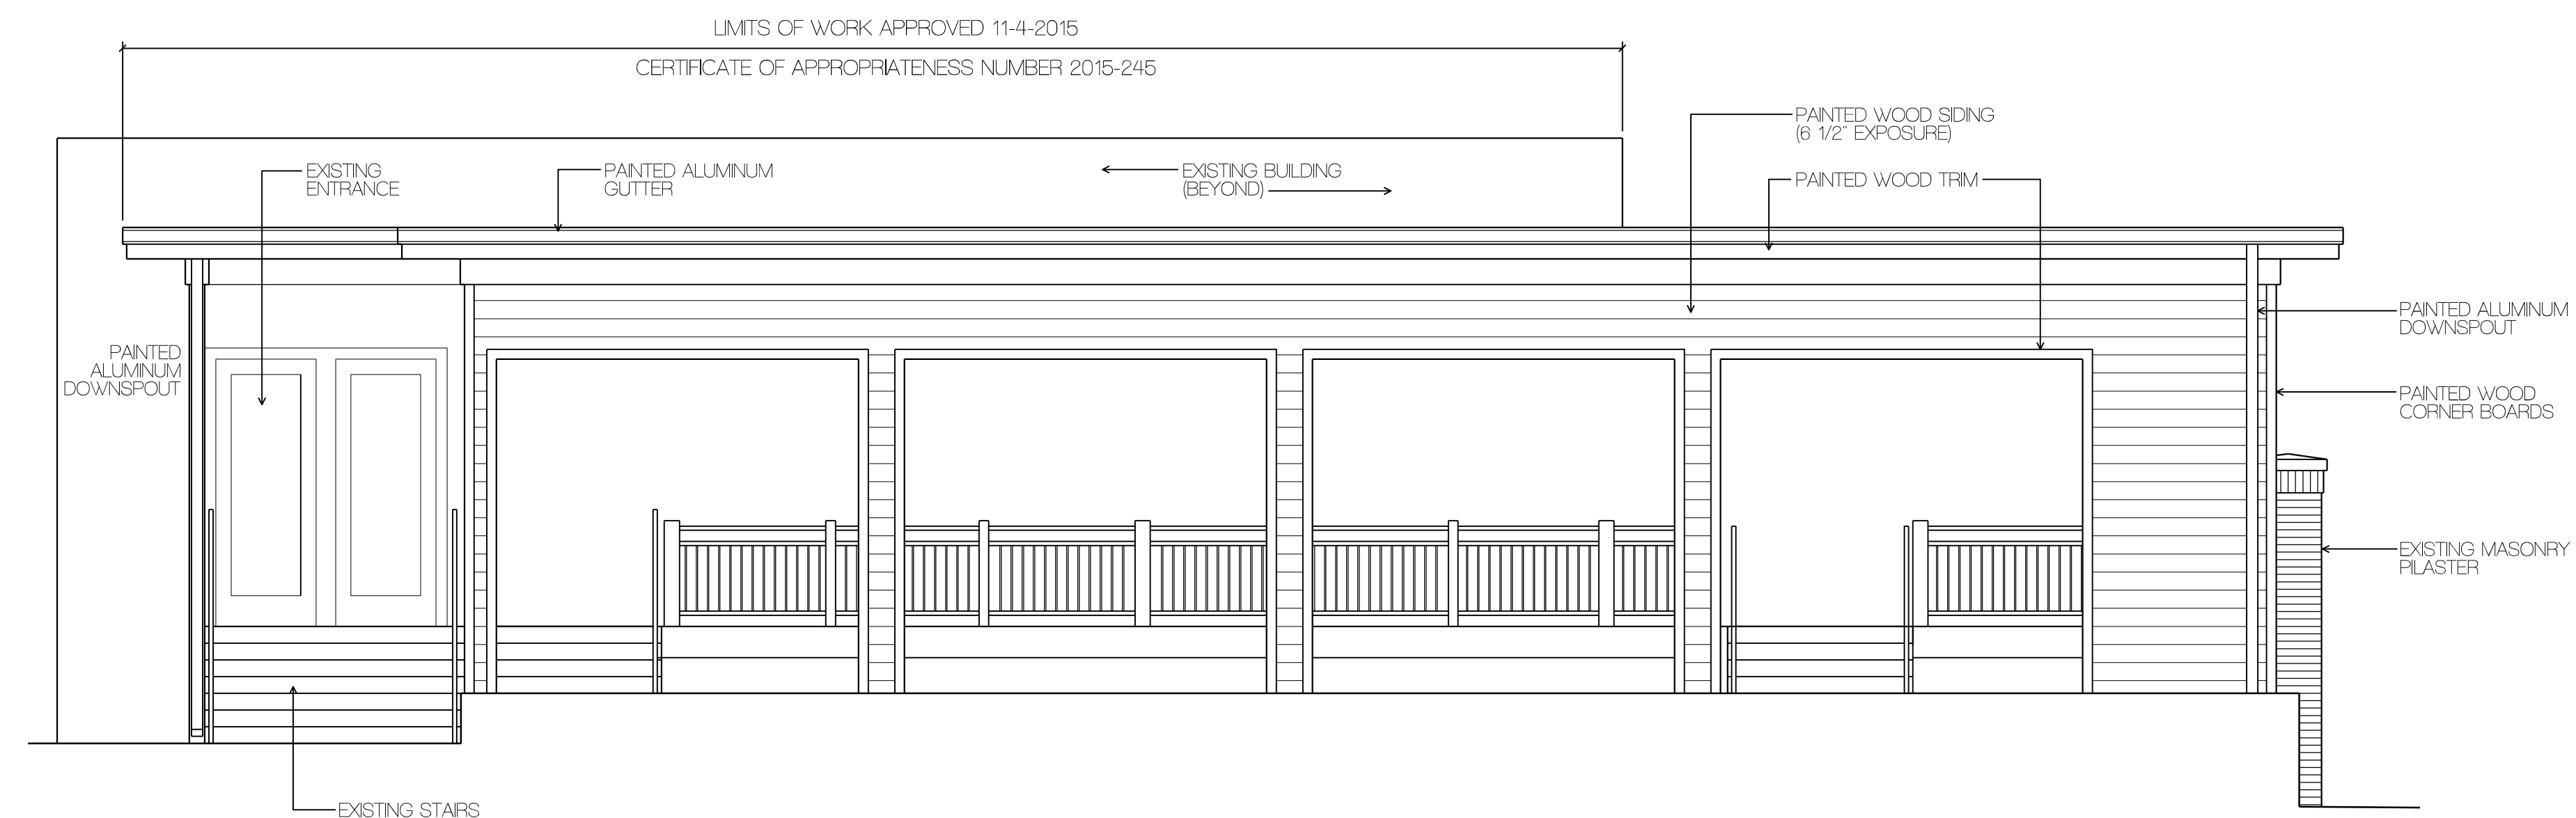 LIMITS OF WORK APPROVED 11-4-2015
CERTIFICATE OF APPROPRIATENESS NUMBER 2015-245
PAINTED WOOD SIDING
(6 1/2" EXPOSURE)
EXISTING
ENTRANCE
PAINTED ALUMINUM
GUTTER
EXISTING BUILDING
(BEYOND)
PAINTED WOOD TRIM
PAINTED ALUMINUM
DOWNSPOUT
PAINTED
ALUMINUM
DOWNSPOUT
PAINTED WOOD
CORNER BOARDS
EXISTING MASONRY
PILASTER
EXISTING STAIRS